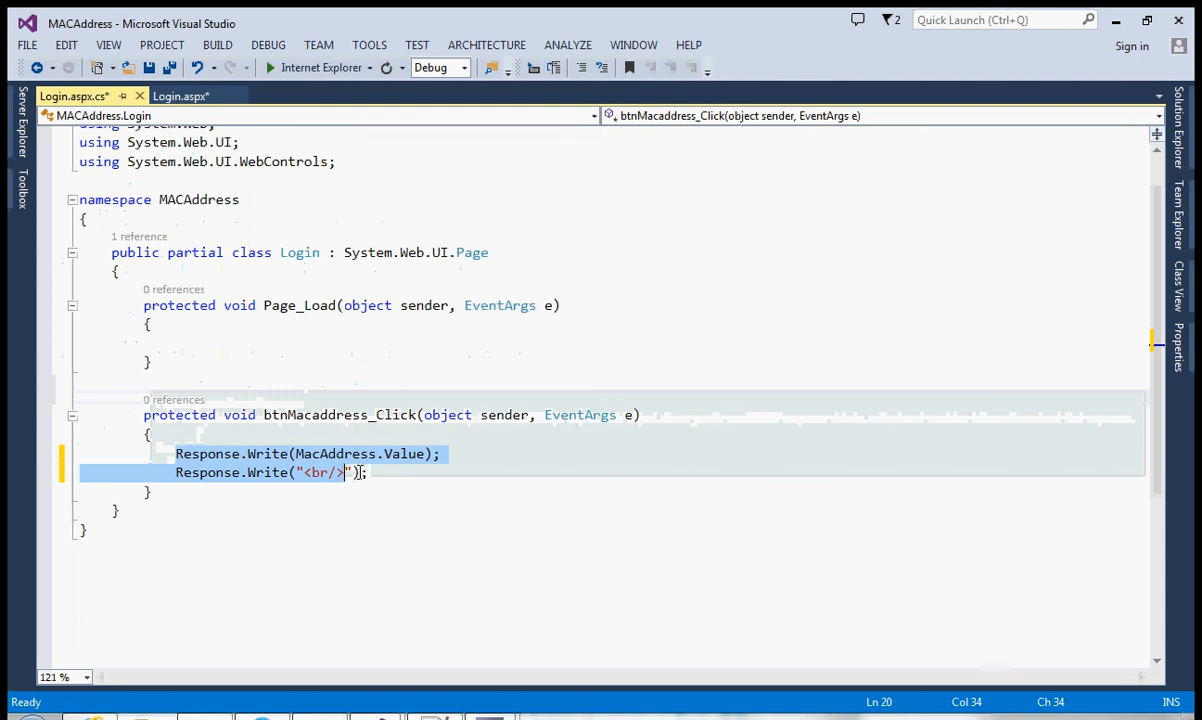 MACAddress - Microsoft Visual Studio
2
Quick Launch (Ctrl+Q)
FILE EDIT VIEW PROJECT BUILD DEBUG TEAM TOOLS TEST ARCHITECTURE ANALYZE WINDOW HELP
Sign in
Internet Explorer
Debug
Login.aspx.cs*
Login.aspx*
MACAddress.Login
btnMacaddress_Click(object sender, EventArgs e)
Server Explorer
Toolbox
Solution Explorer
Team Explorer
Class View
Properties
using System.Web;
using System.Web.UI;
using System.Web.UI.WebControls;
namespace MACAddress
{
1 reference
public partial class Login : System.Web.UI.Page
{
0 references
protected void Page_Load(object sender, EventArgs e)
{
}
0 references
protected void btnMacaddress_Click(object sender, EventArgs e)
{
Response.Write(MacAddress.Value);
Response.Write("<br/>");
}
}
}
121 %
Ready
Ln 20
Col 34
Ch 34
INS